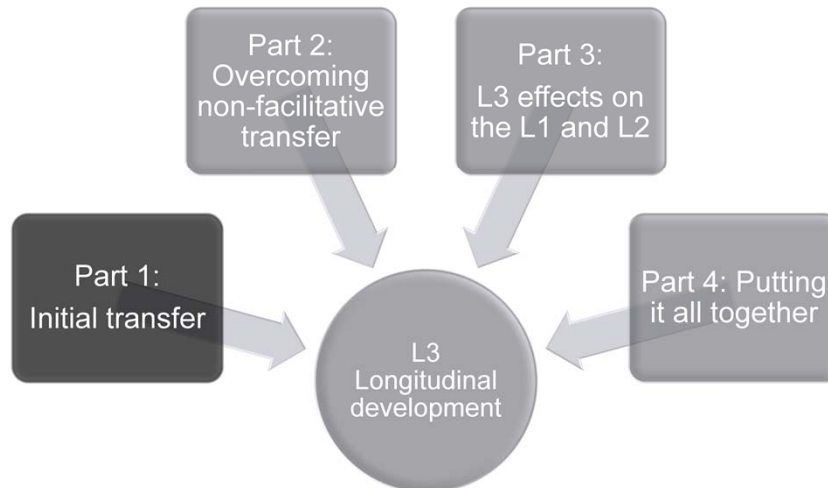 Part 1:
Initial transfer
Part 2:
Overcoming
non-facilitative
transfer
Part 3:
L3 effects on
the L1 and L2
Part 4: Putting
it all together
L3
Longitudinal
development